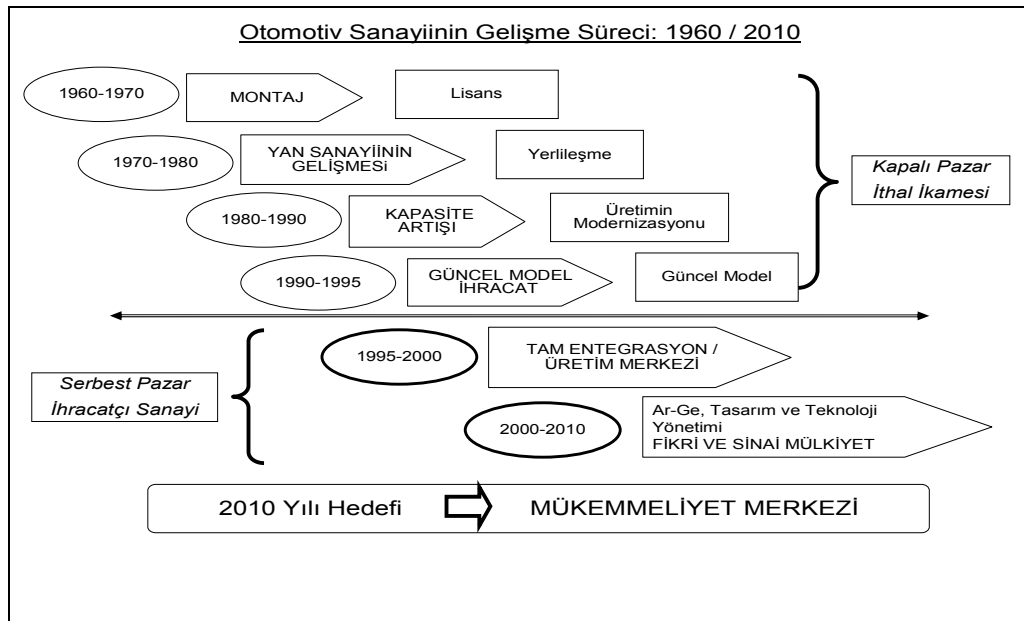 Otomotiv Sanayiinin Gelişme Süreci: 1960 / 2010
1960-1970
MONTAJ
Lisans
1970-1980
YAN SANAYİİNİN
GELİŞMESİ
Yerlileşme
1980-1990
KAPASİTE
ARTIŞI
Üretimin
Modernizasyonu
1990-1995
GÜNCEL MODEL
İHRACAT
Güncel Model
Kapalı Pazar
İthal İkamesi
1995-2000
TAM ENTEGRASYON /
ÜRETİM MERKEZİ
Serbest Pazar
İhracatçı Sanayi
2000-2010
Ar-Ge, Tasarım ve Teknoloji
Yönetimi
FİKRİ VE SINAİ MÜLKİYET
2010 Yılı Hedefi
MÜKEMMELİYET MERKEZİ